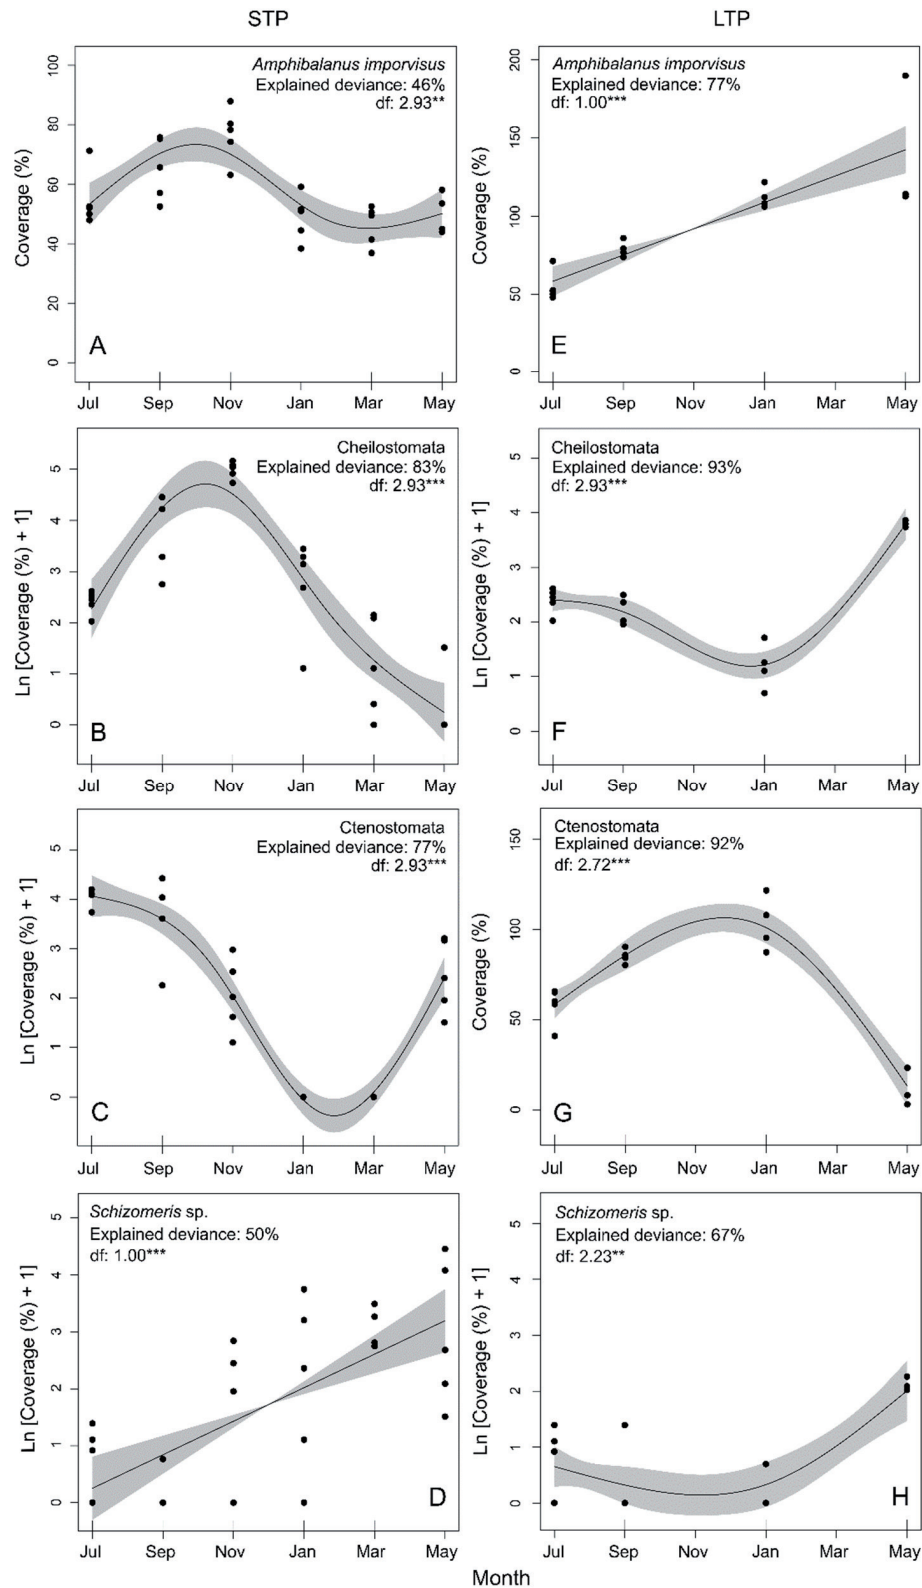 STP
LTP
Amphibalanus imporvisus
Explained deviance: 46%
df: 2.93**
Coverage (%)
100
80
60
40
20
0
A
Jul Sep Nov Jan Mar May
Amphibalanus imporvisus
Explained deviance: 77%
df: 1.00***
Coverage (%)
200
150
100
50
0
E
Jul Sep Nov Jan Mar May
Cheilostomata
Explained deviance: 83%
df: 2.93***
Ln [Coverage (%) + 1]
5
4
3
2
1
0
B
Jul Sep Nov Jan Mar May
Cheilostomata
Explained deviance: 93%
df: 2.93***
Ln [Coverage (%) + 1]
5
4
3
2
1
0
F
Jul Sep Nov Jan Mar May
Ctenostomata
Explained deviance: 77%
df: 2.93***
Ln [Coverage (%) + 1]
5
4
3
2
1
0
C
Jul Sep Nov Jan Mar May
Ctenostomata
Explained deviance: 92%
df: 2.72***
Coverage (%)
150
100
50
0
G
Jul Sep Nov Jan Mar May
Schizomeris sp.
Explained deviance: 50%
df: 1.00***
Ln [Coverage (%) + 1]
5
4
3
2
1
0
D
Jul Sep Nov Jan Mar May
Schizomeris sp.
Explained deviance: 67%
df: 2.23**
Ln [Coverage (%) + 1]
5
4
3
2
1
0
H
Jul Sep Nov Jan Mar May
Month